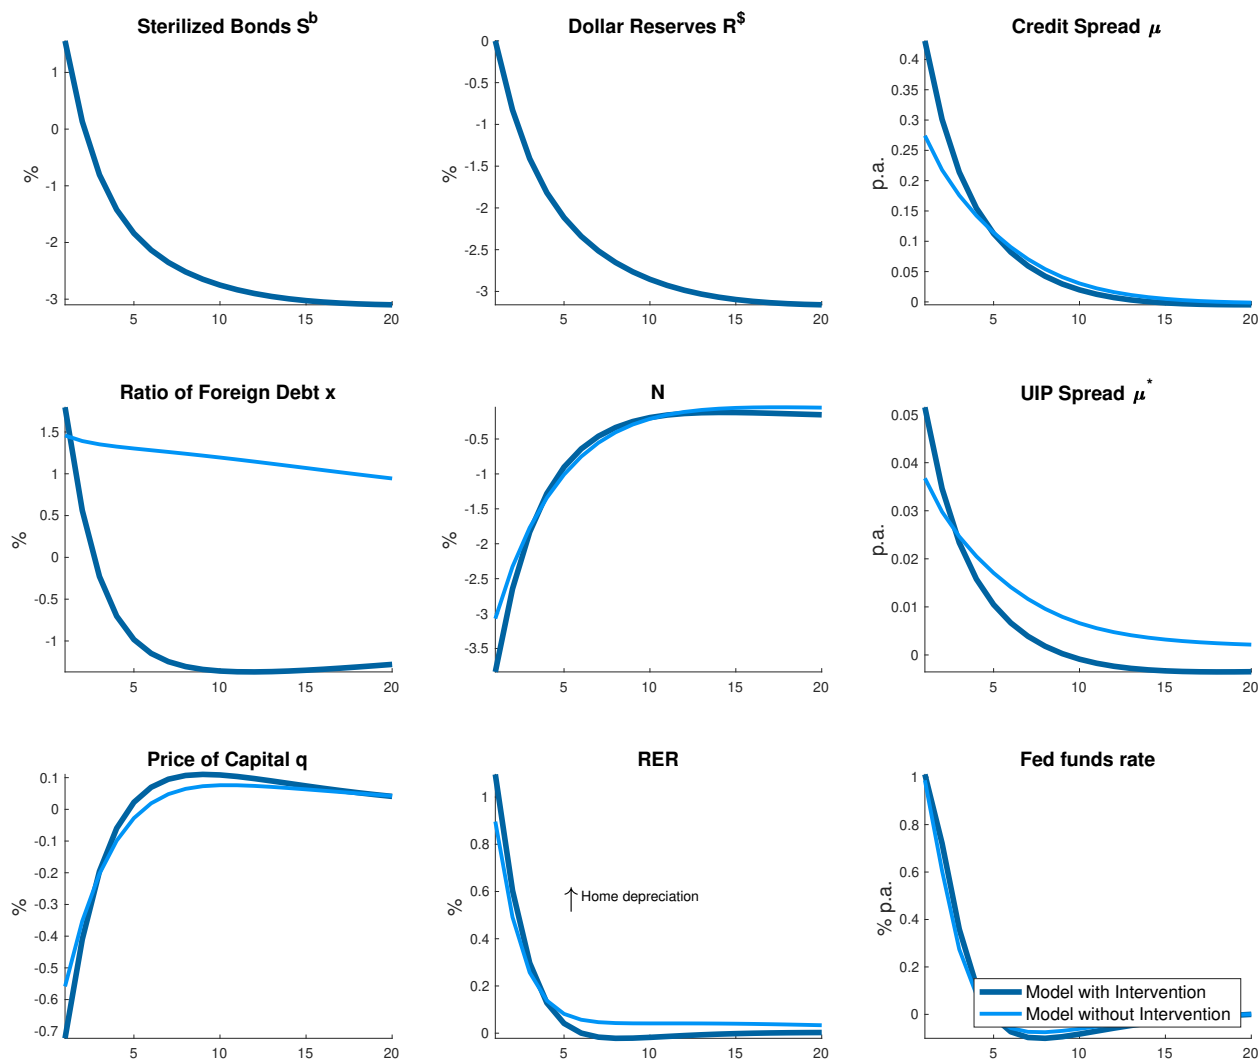 Sterilized Bonds S^b
%
1
0
-1
-2
-3
5 10 15 20
Dollar Reserves R^$
%
0
-0.5
-1
-1.5
-2
-2.5
-3
5 10 15 20
Credit Spread μ
p.a.
0.4
0.35
0.3
0.25
0.2
0.15
0.1
0.05
0
5 10 15 20
Ratio of Foreign Debt x
%
1.5
1
0.5
0
-0.5
-1
5 10 15 20
N
%
-0.5
-1
-1.5
-2
-2.5
-3
-3.5
5 10 15 20
UIP Spread μ^*
p.a.
0.05
0.04
0.03
0.02
0.01
0
5 10 15 20
Price of Capital q
%
0.1
0
-0.1
-0.2
-0.3
-0.4
-0.5
-0.6
-0.7
5 10 15 20
RER
%
1
0.8
0.6
0.4
0.2
0
↑ Home depreciation
5 10 15 20
Fed funds rate
% p.a.
1
0.8
0.6
0.4
0.2
0
Model with Intervention
Model without Intervention
5 10 15 20